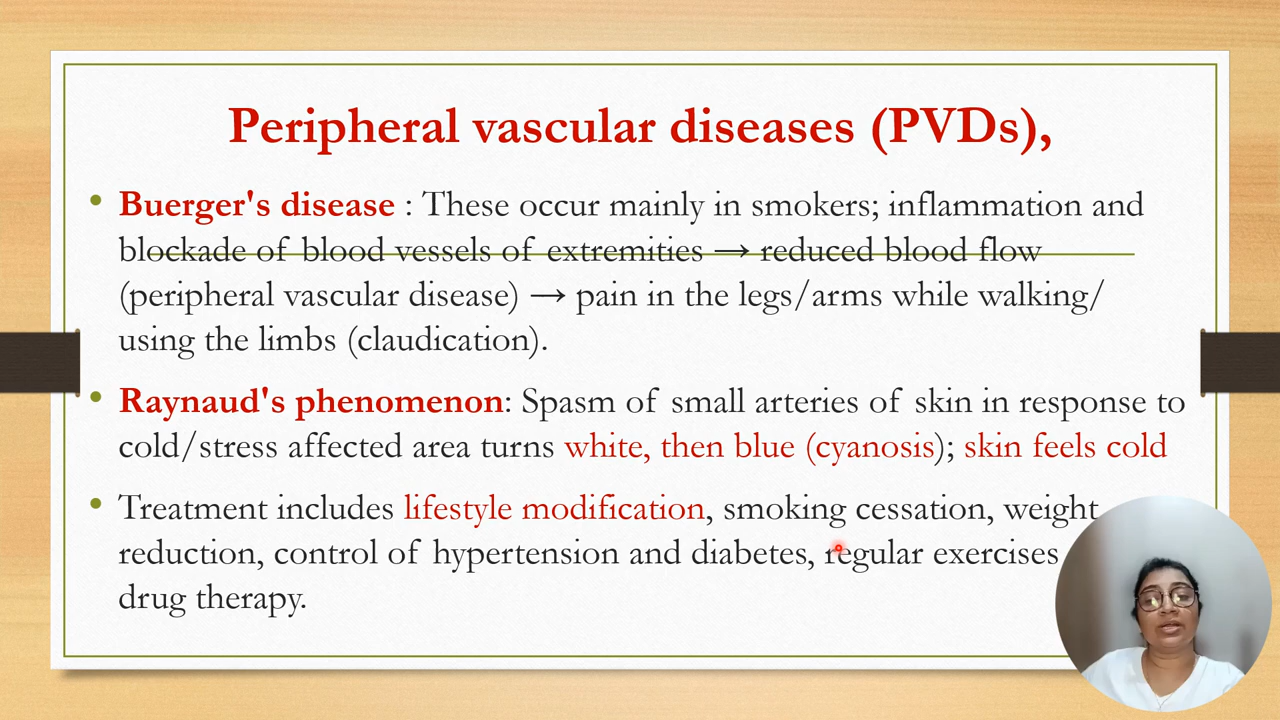 Peripheral vascular diseases (PVDs),
• Buerger's disease : These occur mainly in smokers; inflammation and
blockade of blood vessels of extremities → reduced blood flow
(peripheral vascular disease) → pain in the legs/arms while walking/
using the limbs (claudication).
• Raynaud's phenomenon: Spasm of small arteries of skin in response to
cold/stress affected area turns white, then blue (cyanosis); skin feels cold
• Treatment includes lifestyle modification, smoking cessation, weight
reduction, control of hypertension and diabetes, regular exercises
drug therapy.